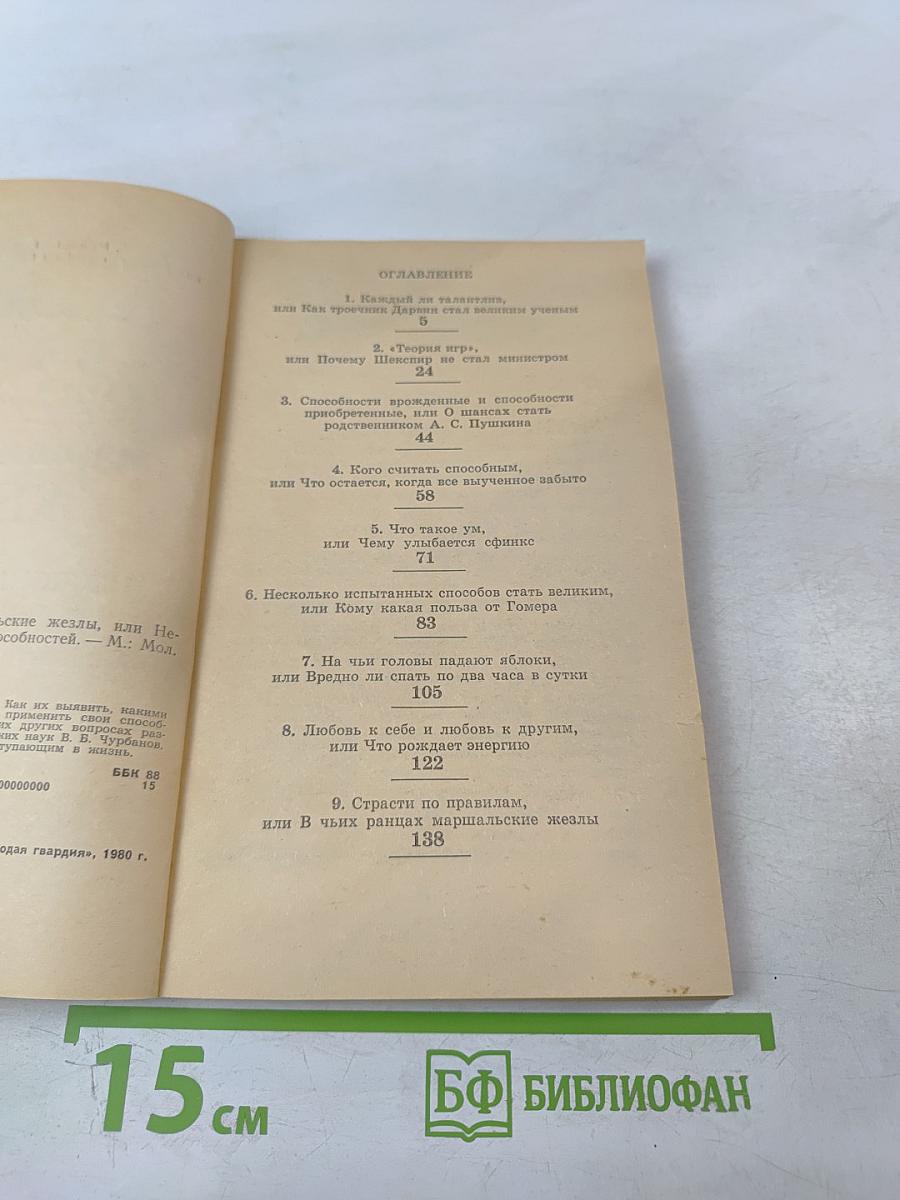 ьские жезлы, или Не-
особностей. — М.: Мол.
Как их выявить, какими
применить свои способ-
их других вопросах раз-
ких наук В. Б. Чурбанов.
тупающим в жизнь.
ББК 88
00000000 15
одая гвардия», 1980 г.
ОГЛАВЛЕНИЕ
1. Каждый ли талантлив,
или Как троечник Дарвин стал великим ученым
5
2. «Теория игр»,
или Почему Шекспир не стал министром
24
3. Способности врожденные и способности
приобретенные, или О шансах стать
родственником А. С. Пушкина
44
4. Кого считать способным,
или Что остается, когда все выученное забыто
58
5. Что такое ум,
или Чему улыбается сфинкс
71
6. Несколько испытанных способов стать великим,
или Кому какая польза от Гомера
83
7. На чьи головы падают яблоки,
или Вредно ли спать по два часа в сутки
105
8. Любовь к себе и любовь к другим,
или Что рождает энергию
122
9. Страсти по правилам,
или В чьих ранцах маршальские жезлы
138
15 см
БФ БИБЛИОФАН